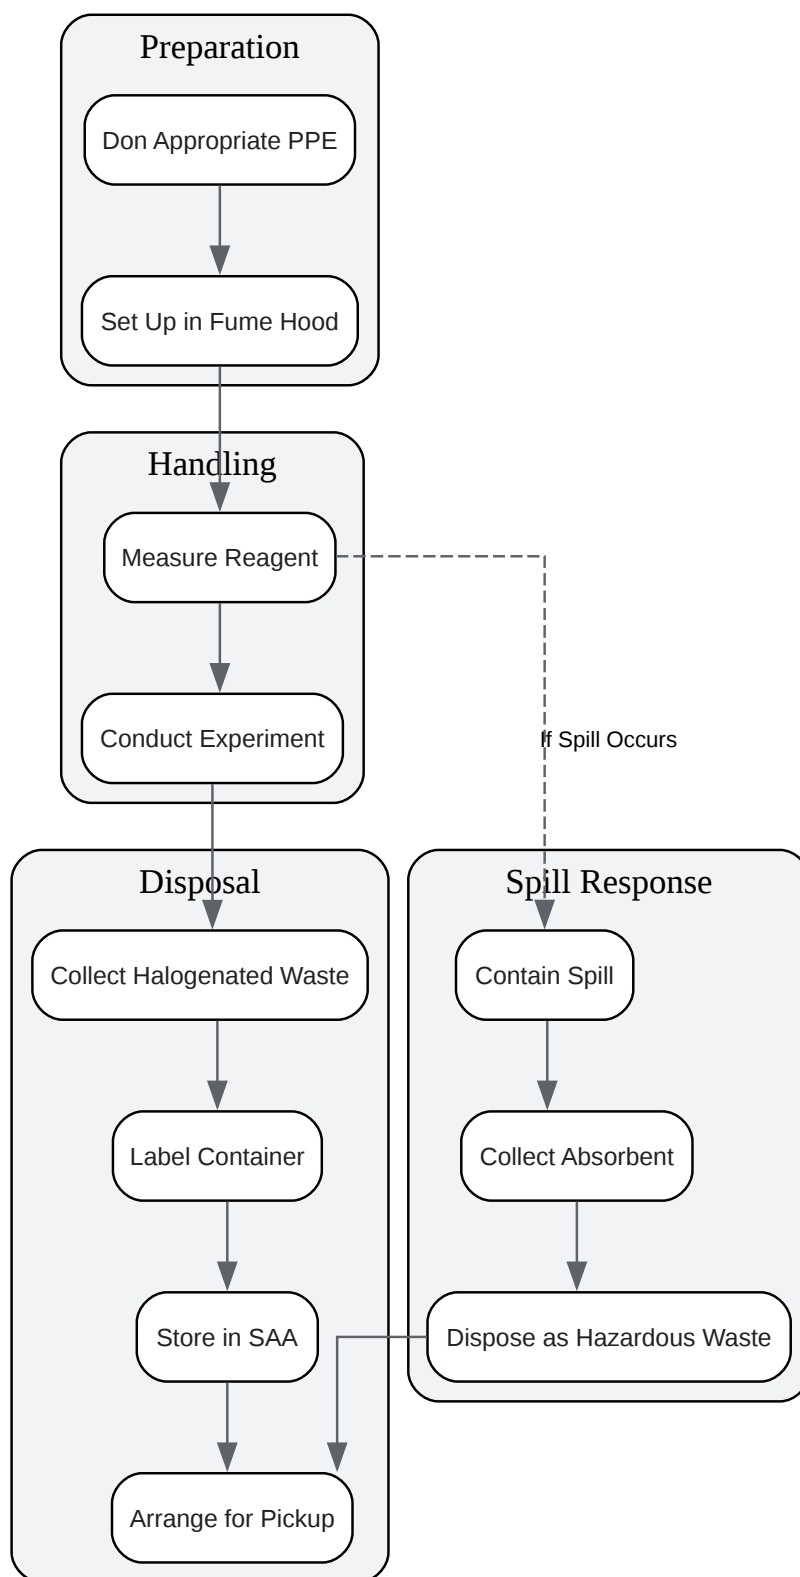 Preparation
Don Appropriate PPE
Set Up in Fume Hood
Handling
Measure Reagent
Conduct Experiment
If Spill Occurs
Disposal
Collect Halogenated Waste
Label Container
Store in SAA
Arrange for Pickup
Spill Response
Contain Spill
Collect Absorbent
Dispose as Hazardous Waste